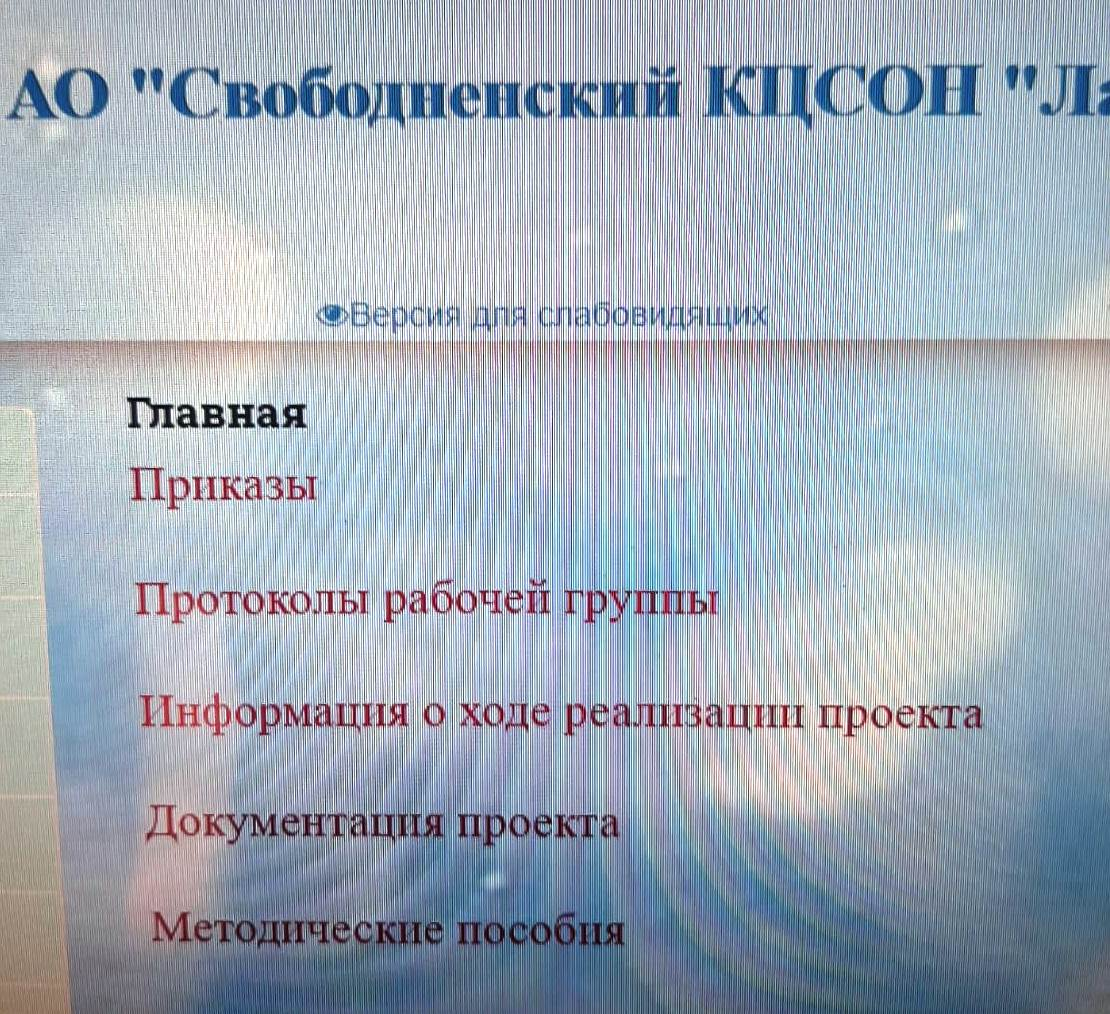 АО "Свободненский КЦСОН "Ла
Версия для слабовидящих
Главная
Приказы
Протоколы рабочей группы
Информация о ходе реализации проекта
Документация проекта
Методические пособия